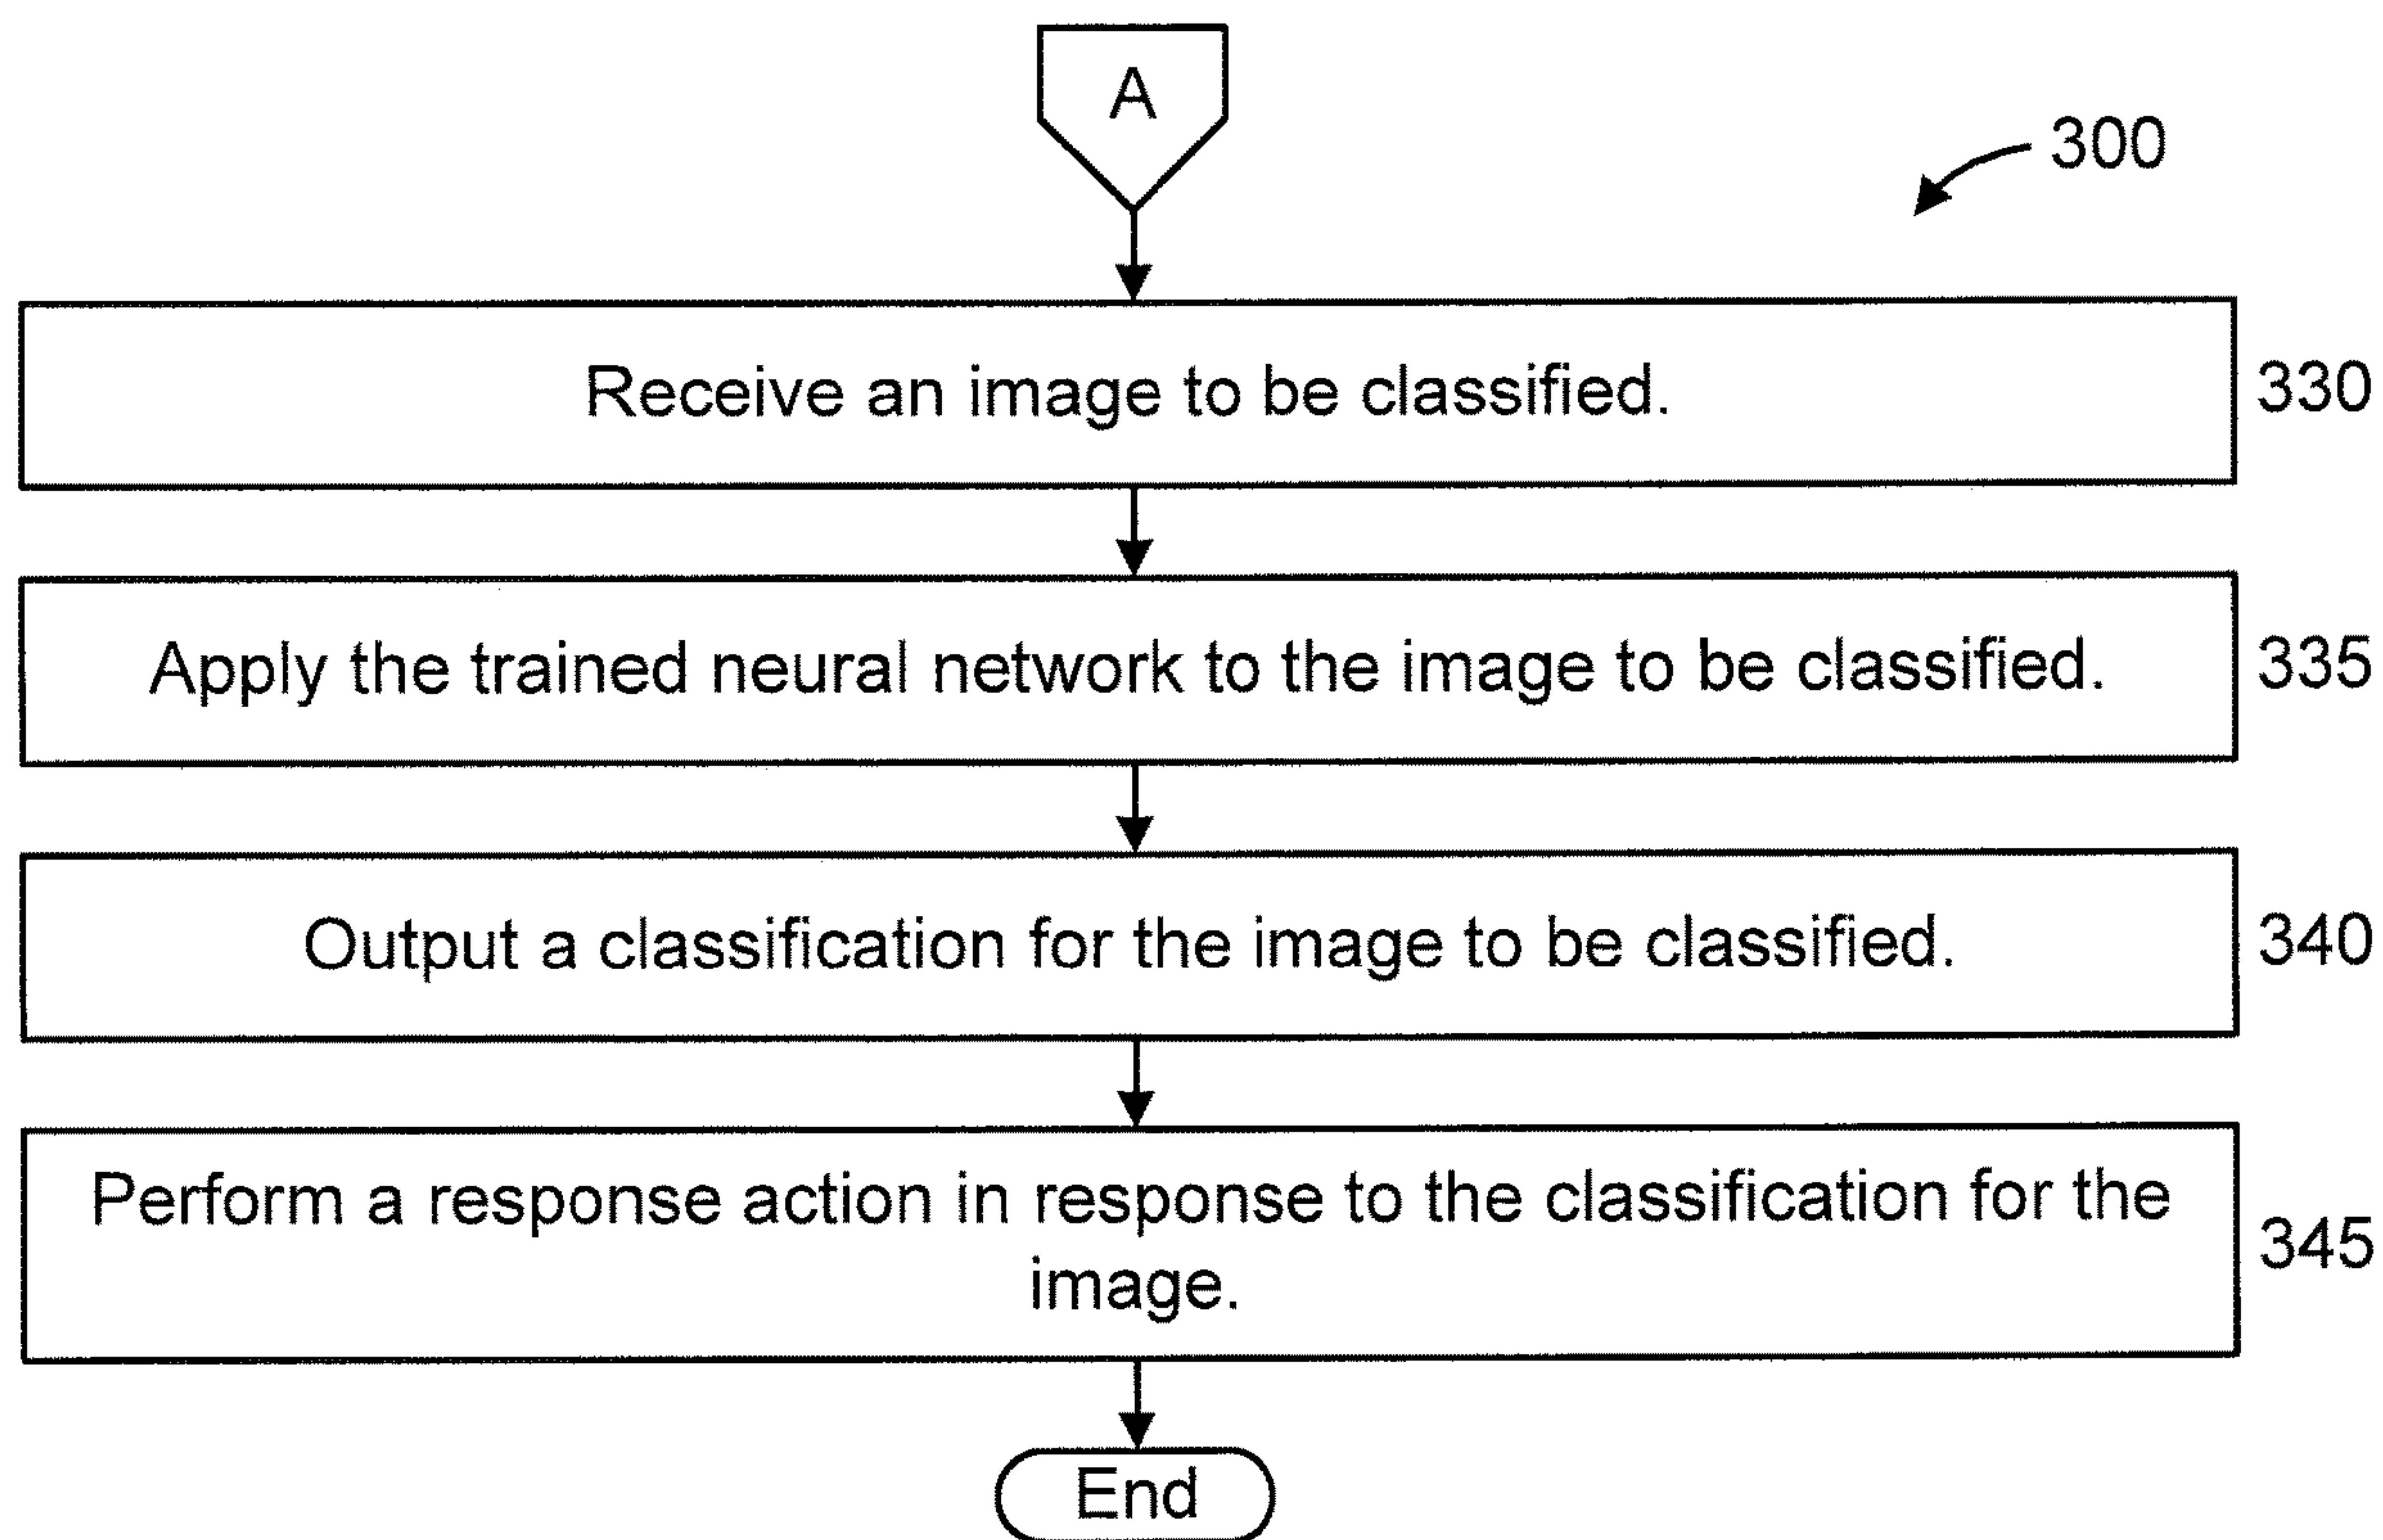 A
300
Receive an image to be classified.
330
Apply the trained neural network to the image to be classified.
335
Output a classification for the image to be classified.
340
Perform a response action in response to the classification for the
image.
345
End